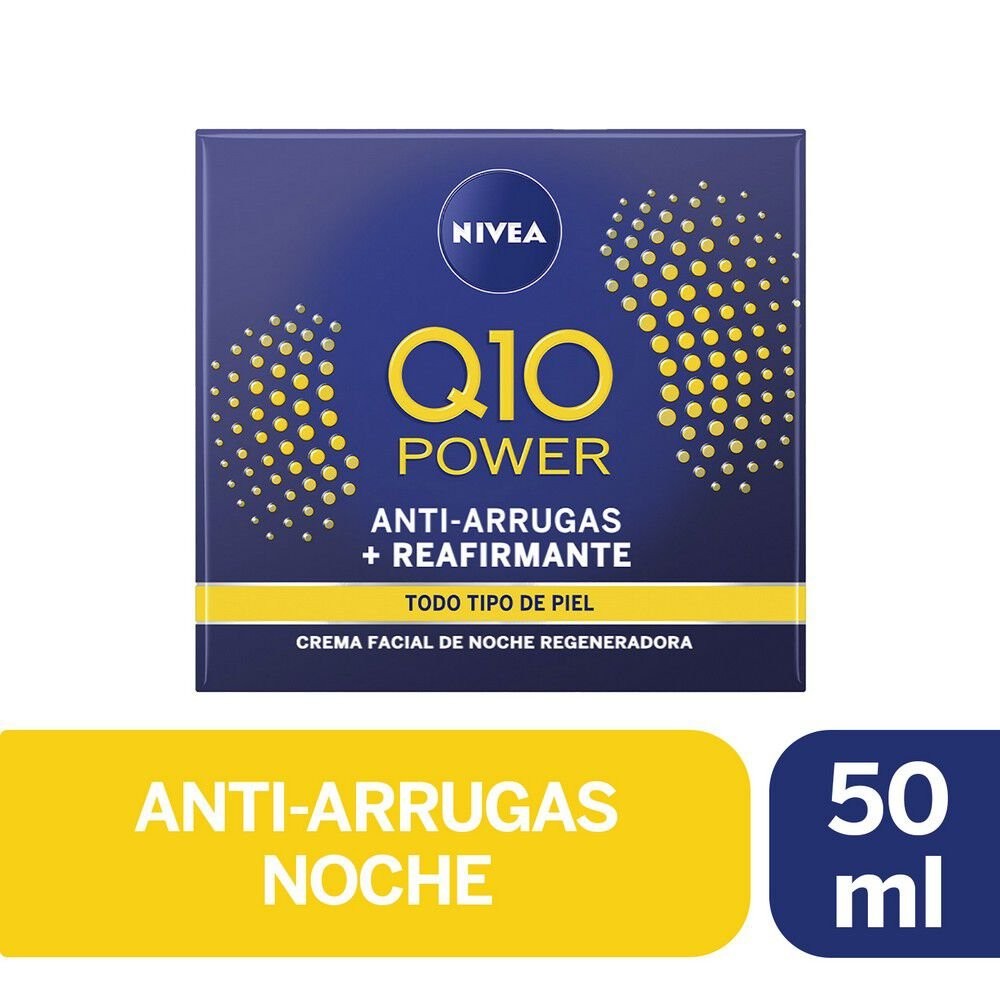 NIVEA
Q10
POWER
ANTI-ARRUGAS
+ REAFIRMANTE
TODO TIPO DE PIEL
CREMA FACIAL DE NOCHE REGENERADORA
ANTI-ARRUGAS
NOCHE
50
ml